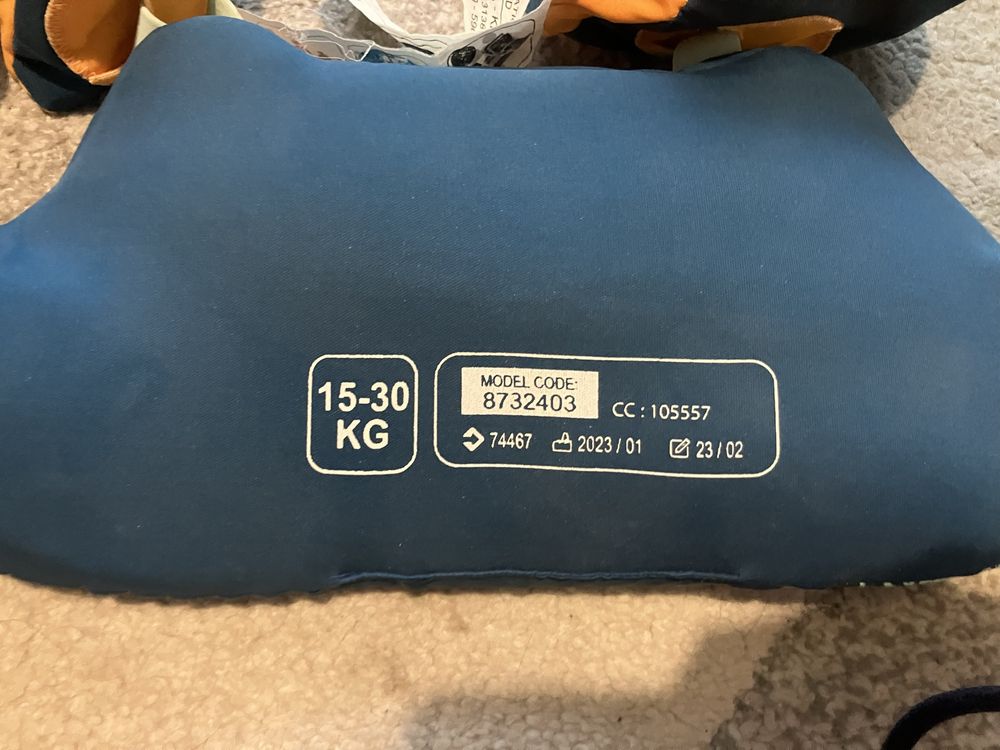 15-30
KG
MODEL CODE:
8732403
CC : 105557
74467
2023 / 01
23 / 02